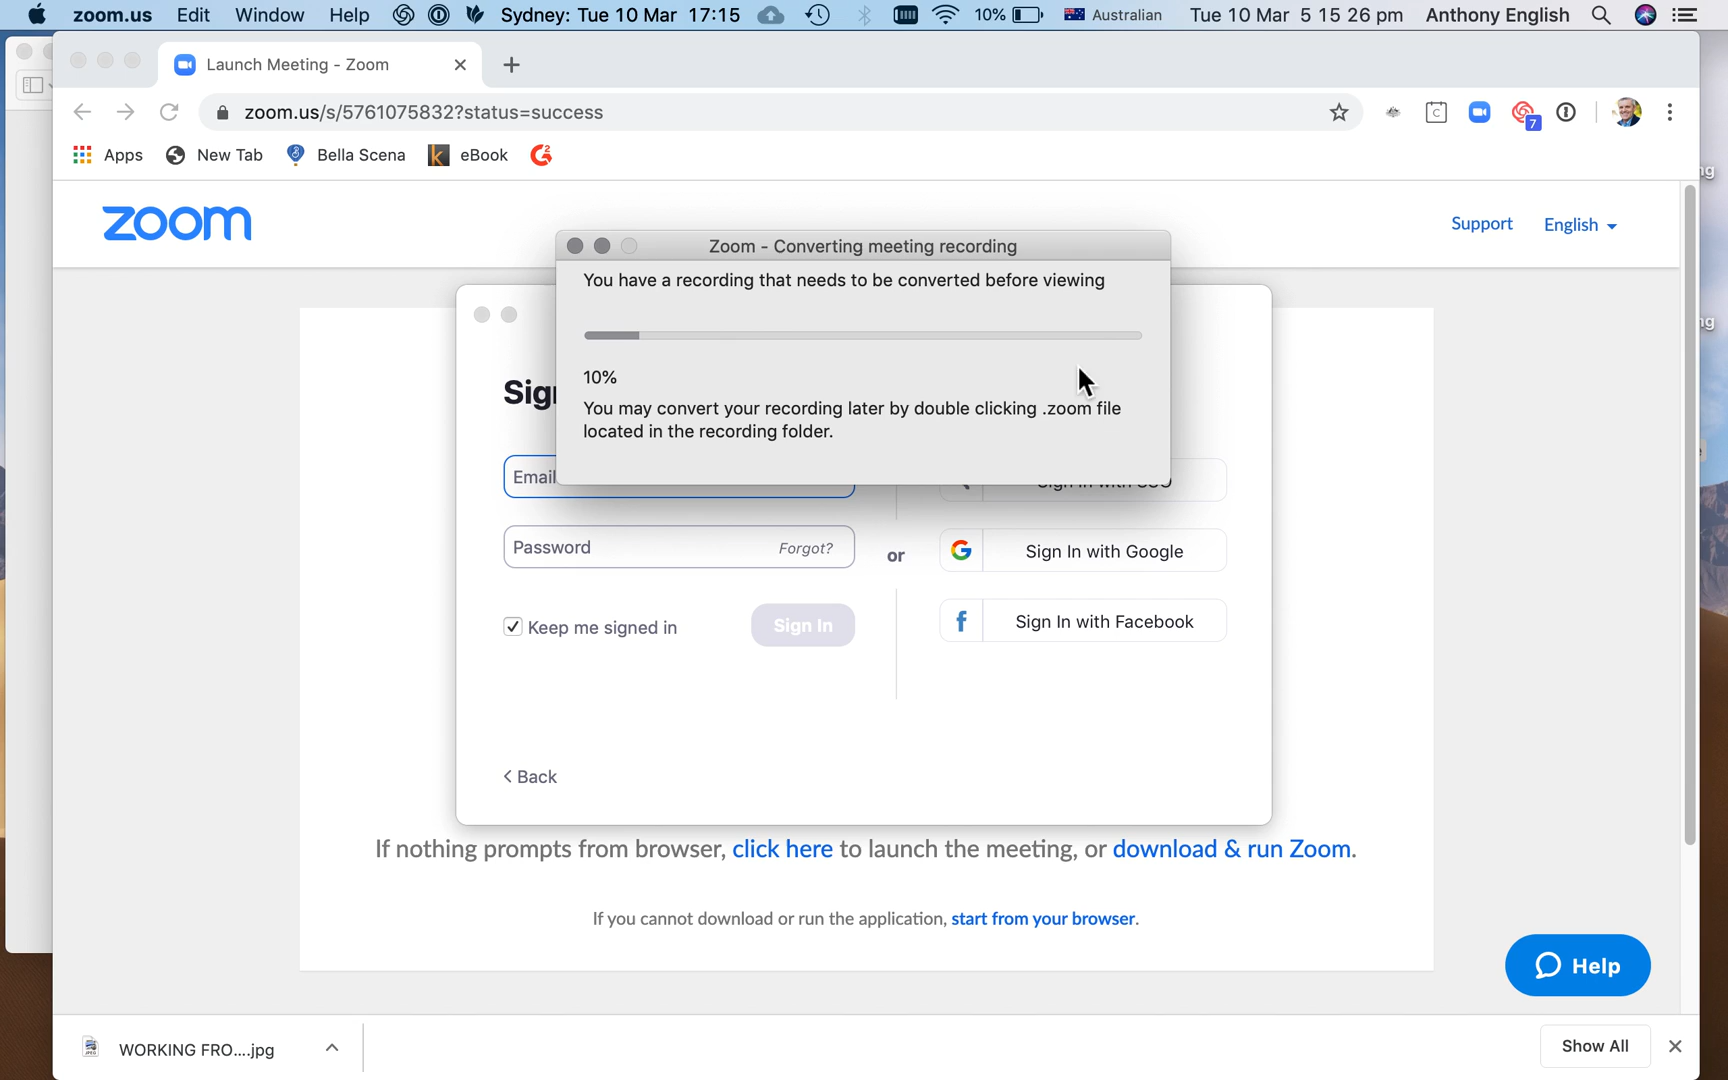 zoom.us Edit Window Help Sydney: Tue 10 Mar 17:15 10% Australian Tue 10 Mar 5 15 26 pm Anthony English
Launch Meeting - Zoom
zoom.us/s/5761075832?status=success
7
Apps New Tab Bella Scena eBook
zoom
Support English
Zoom - Converting meeting recording
You have a recording that needs to be converted before viewing
10%
You may convert your recording later by double clicking .zoom file
located in the recording folder.
Email
Password Forgot?
or
Sign In with Google
Keep me signed in
Sign In
Sign In with Facebook
< Back
If nothing prompts from browser, click here to launch the meeting, or download & run Zoom.
If you cannot download or run the application, start from your browser.
Help
WORKING FRO....jpg
Show All